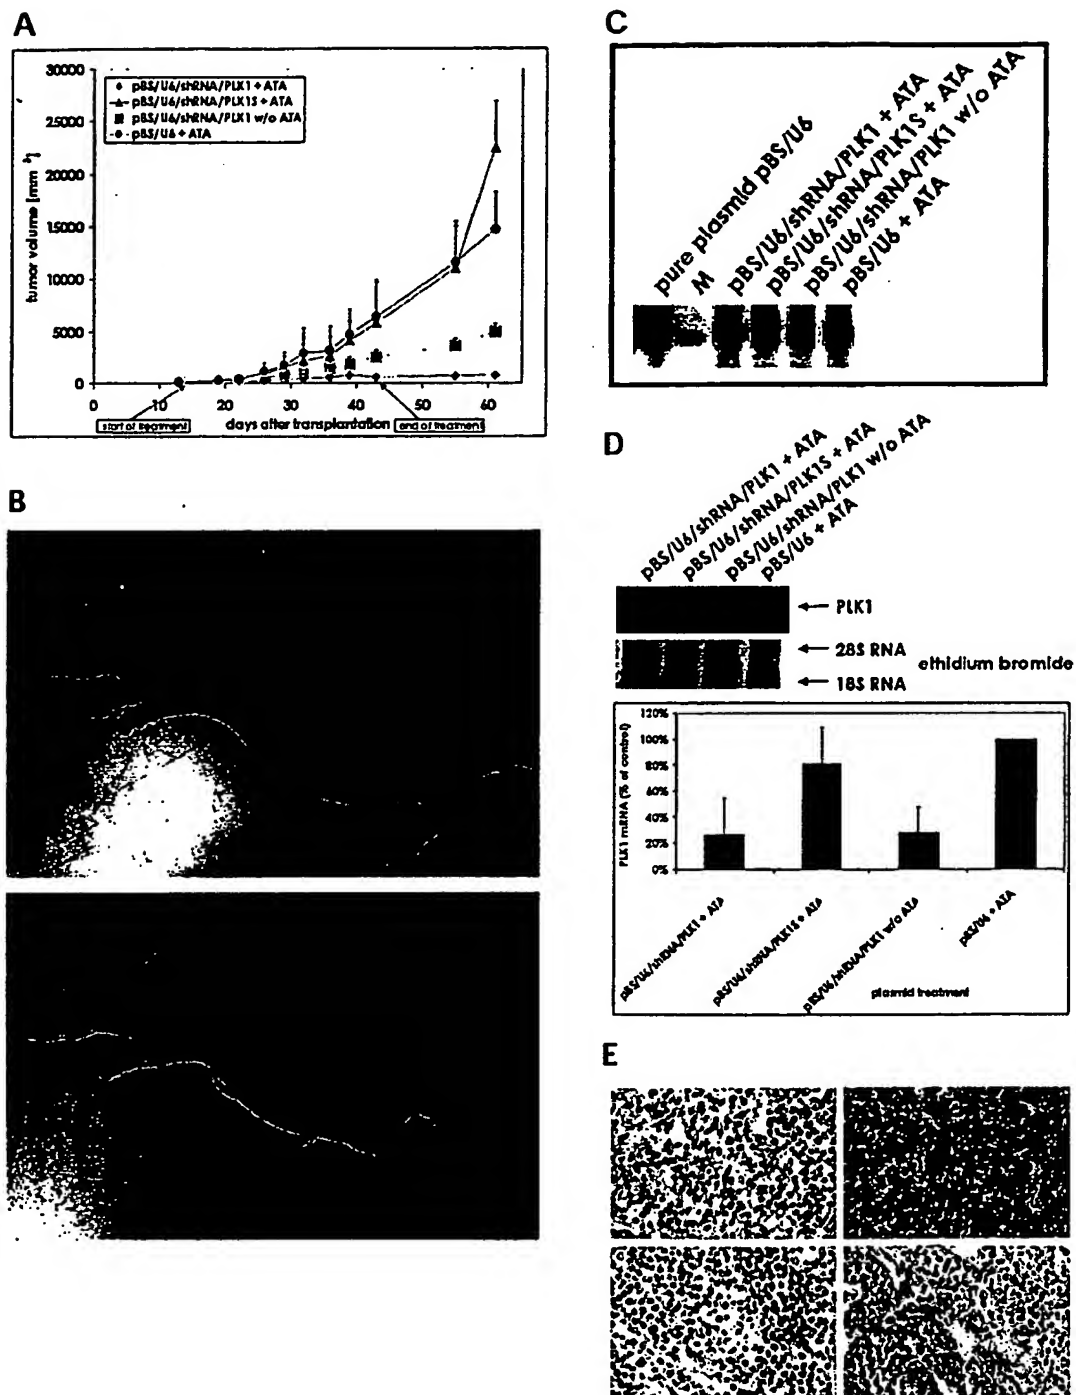 A
30000
25000
20000
15000
10000
5000
0
tumor volume [mm³]
pBS/U6/shRNA/PLK1 + ATA
pBS/U6/shRNA/PLK1S + ATA
pBS/U6/shRNA/PLK1 w/o ATA
pBS/U6 + ATA
0 10 20 30 40 50 60
start of treatment
days after transplantation
end of treatment
B
C
pure plasmid pBS/U6
M
pBS/U6/shRNA/PLK1 + ATA
pBS/U6/shRNA/PLK1S + ATA
pBS/U6/shRNA/PLK1 w/o ATA
pBS/U6 + ATA
D
pBS/U6/shRNA/PLK1 + ATA
pBS/U6/shRNA/PLK1S + ATA
pBS/U6/shRNA/PLK1 w/o ATA
pBS/U6 + ATA
PLK1
28S RNA
ethidium bromide
18S RNA
PLK1 mRNA (% of control)
120%
100%
80%
60%
40%
20%
0%
pBS/U6/shRNA/PLK1 + ATA
pBS/U6/shRNA/PLK1S + ATA
pBS/U6/shRNA/PLK1 w/o ATA
pBS/U6 + ATA
plasmid treatment
E